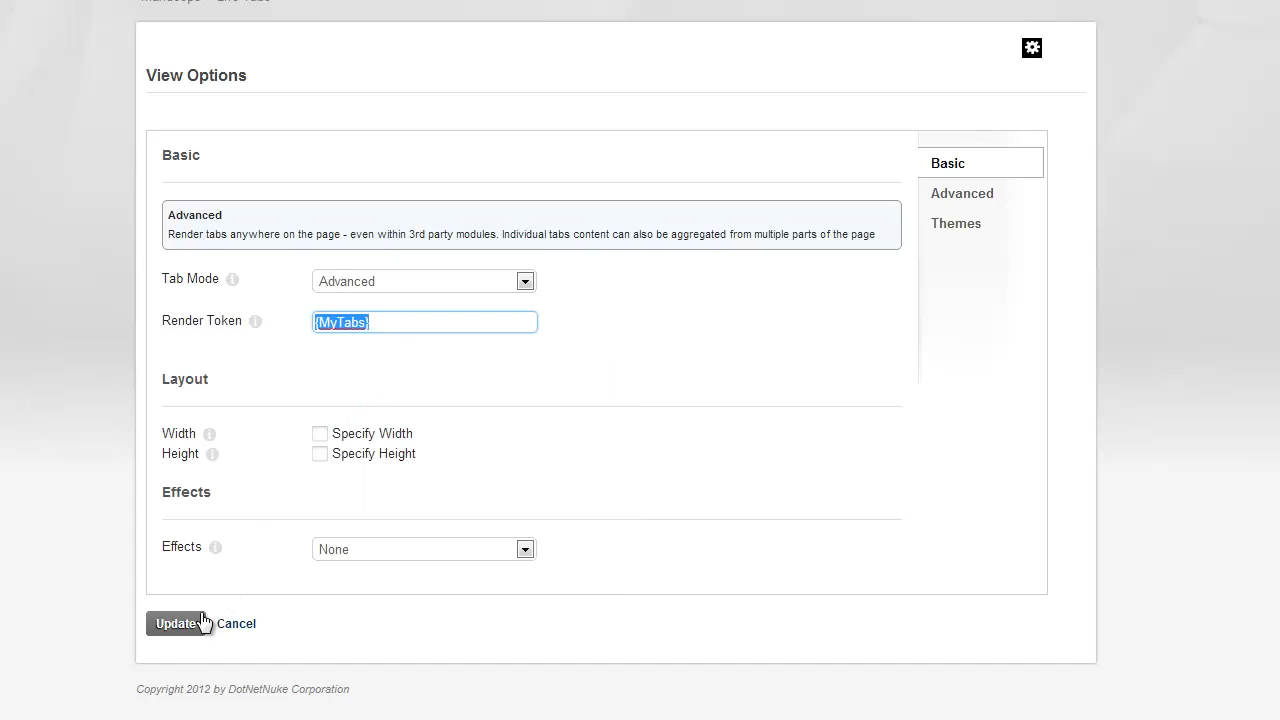 View Options
Basic
Advanced
Render tabs anywhere on the page - even within 3rd party modules. Individual tabs content can also be aggregated from multiple parts of the page
Tab Mode
Advanced
Render Token
{MyTabs}
Layout
Width
Specify Width
Height
Specify Height
Effects
Effects
None
Update
Cancel
Basic
Advanced
Themes
Copyright 2012 by DotNetNuke Corporation